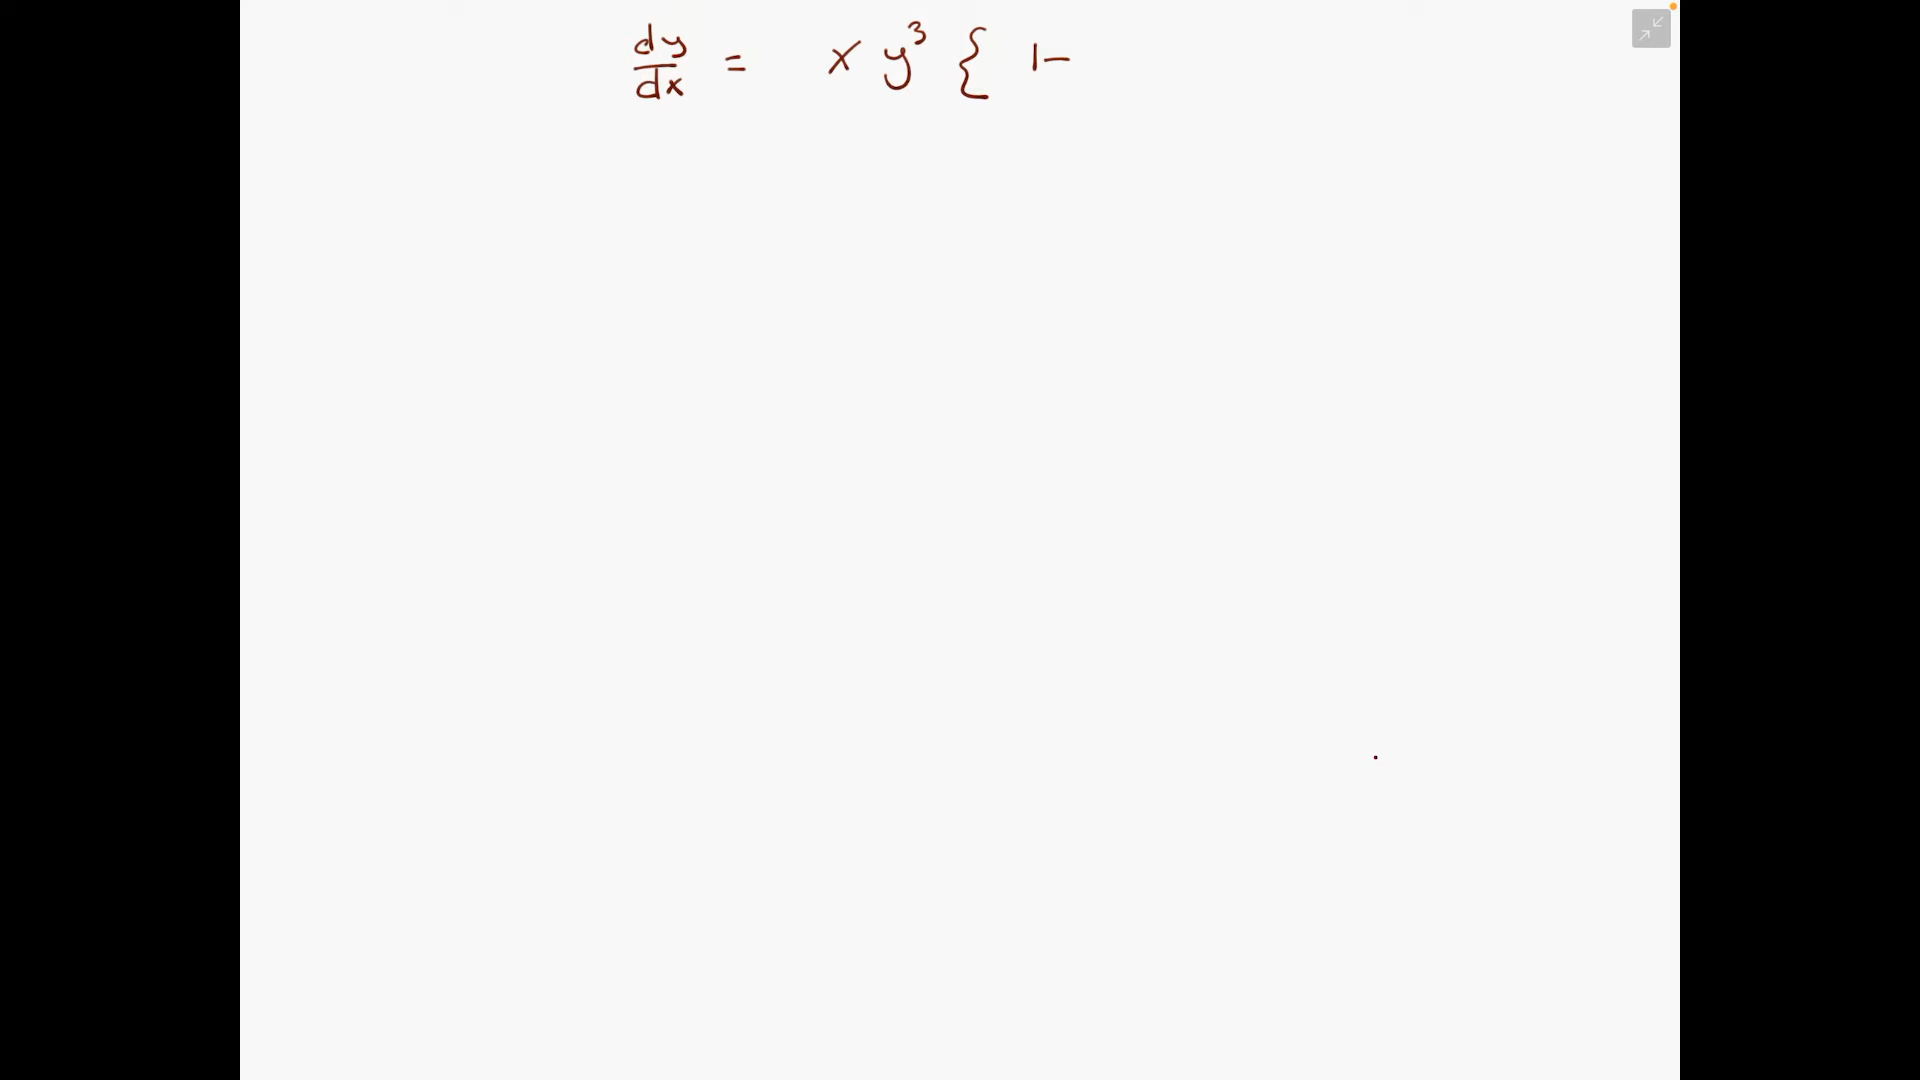 dy/dx = x y³ { 1-